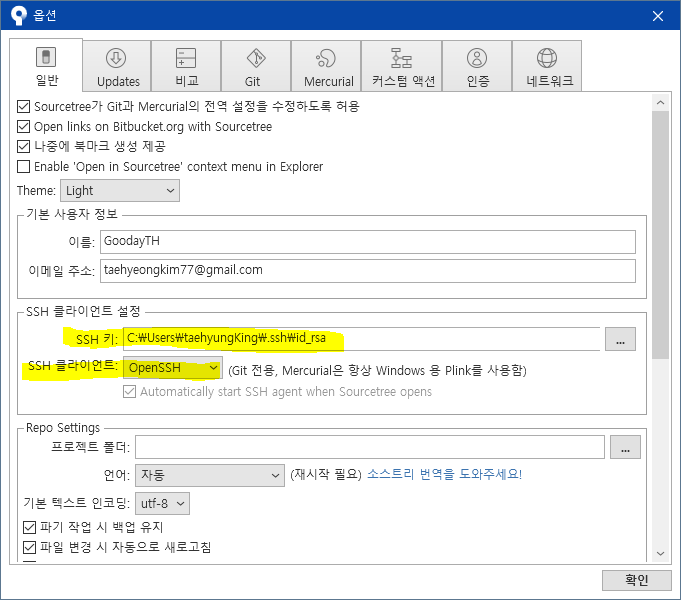 옵션
일반
Updates
비교
Git
Mercurial
커스텀 액션
인증
네트워크
Sourcetree가 Git과 Mercurial의 전역 설정을 수정하도록 허용
Open links on Bitbucket.org with Sourcetree
나중에 북마크 생성 제공
Enable 'Open in Sourcetree' context menu in Explorer
Theme: Light
기본 사용자 정보
이름: GoodayTH
이메일 주소: taehyeongkim77@gmail.com
SSH 클라이언트 설정
SSH 키: C:₩Users₩taehyungKing₩.ssh₩id_rsa ...
SSH 클라이언트: OpenSSH (Git 전용, Mercurial은 항상 Windows 용 Plink를 사용함)
Automatically start SSH agent when Sourcetree opens
Repo Settings
프로젝트 폴더: ...
언어: 자동 (재시작 필요) 소스트리 번역을 도와주세요!
기본 텍스트 인코딩: utf-8
파기 작업 시 백업 유지
파일 변경 시 자동으로 새로고침
확인